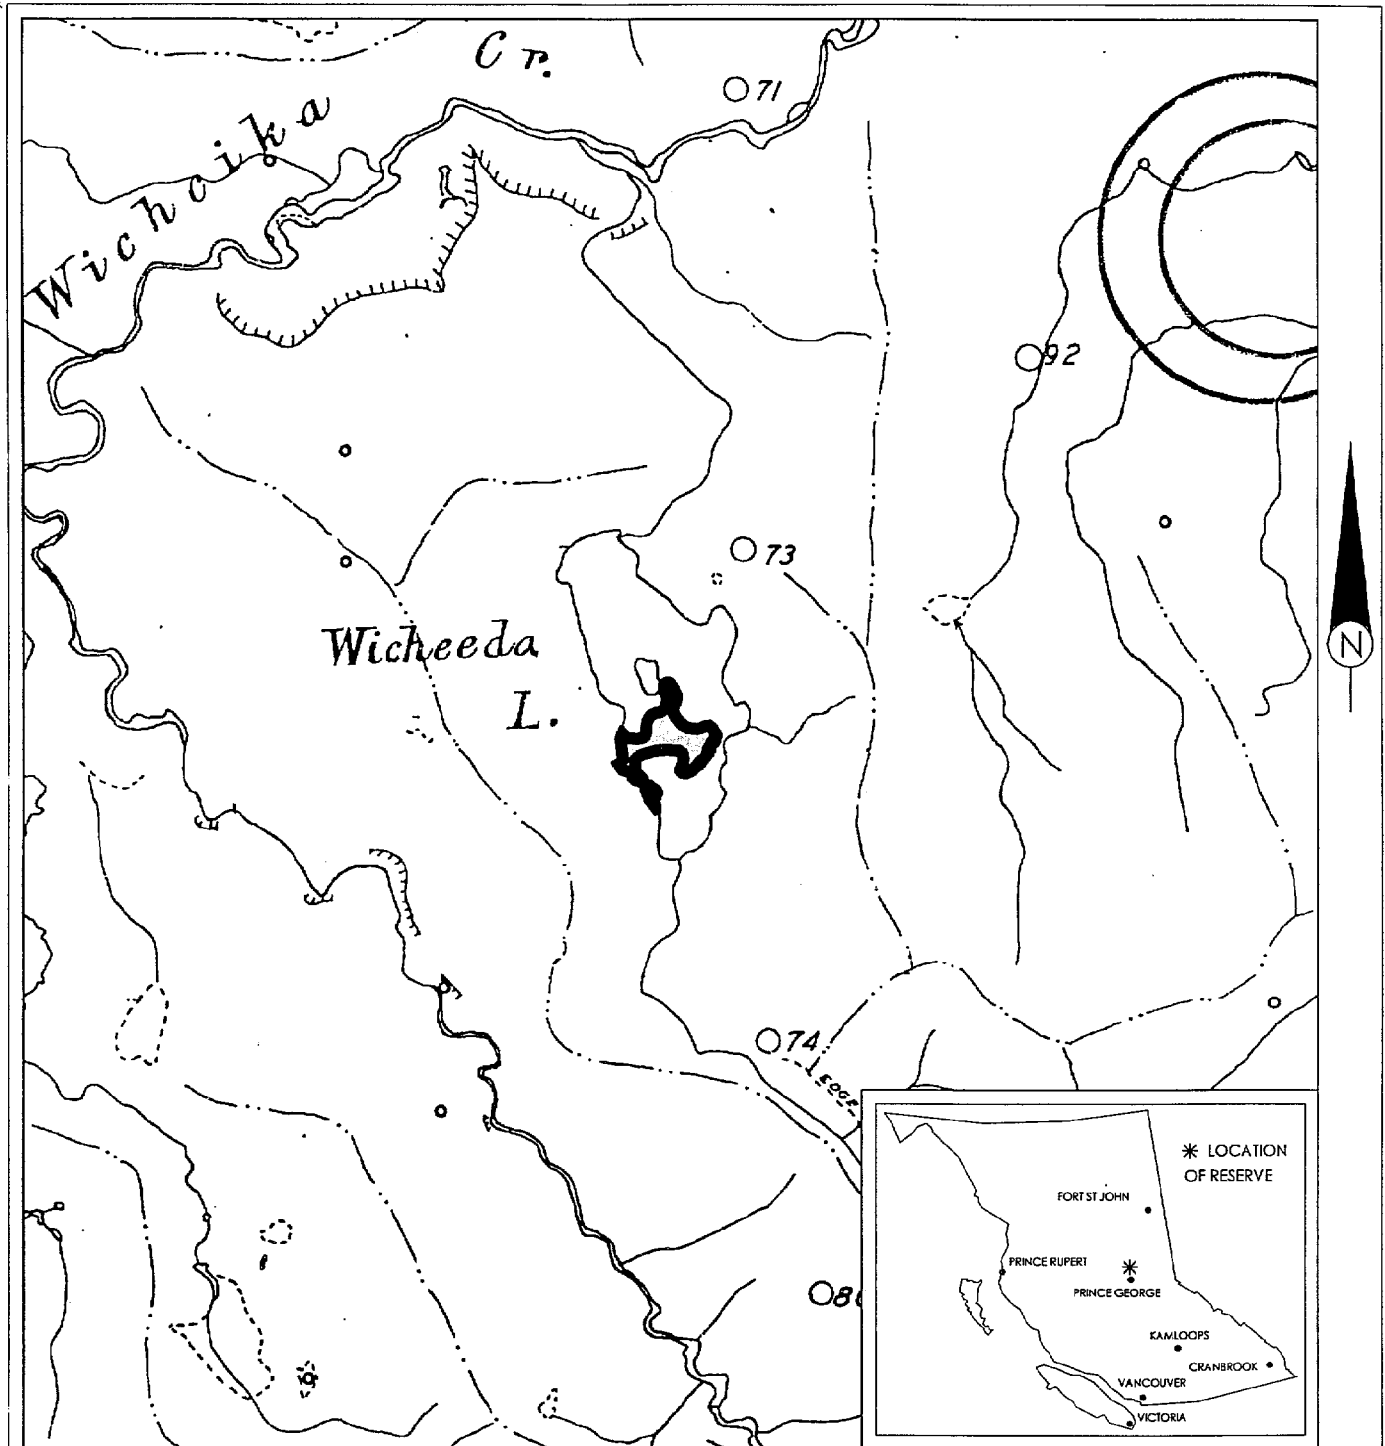 Cr.
Wichcika
71
92
73
Wicheeda
L.
N
74
EDGE
✳ LOCATION
OF RESERVE
FORT ST JOHN
PRINCE RUPERT
PRINCE GEORGE
KAMLOOPS
CRANBROOK
VANCOUVER
VICTORIA